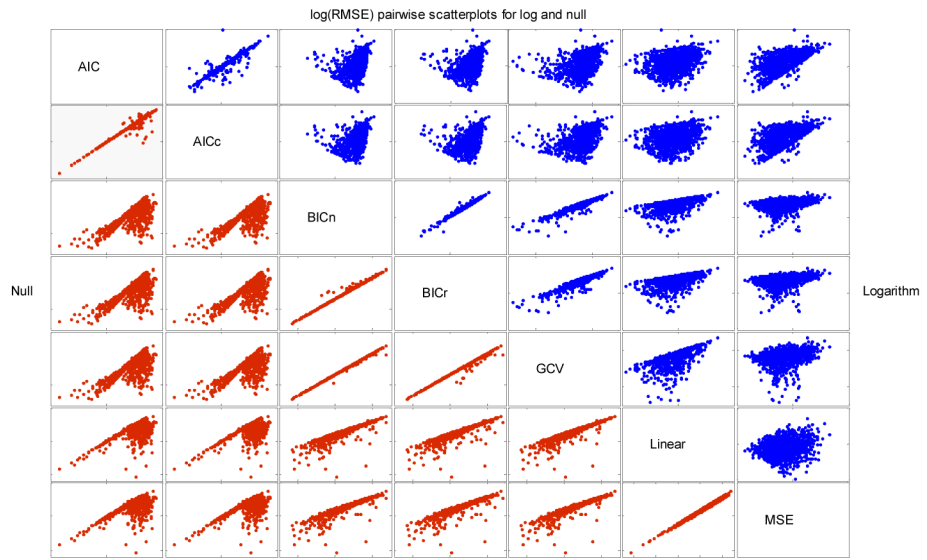 log(RMSE) pairwise scatterplots for log and null
AIC
AICc
BICn
Null
BICr
Logarithm
GCV
Linear
MSE